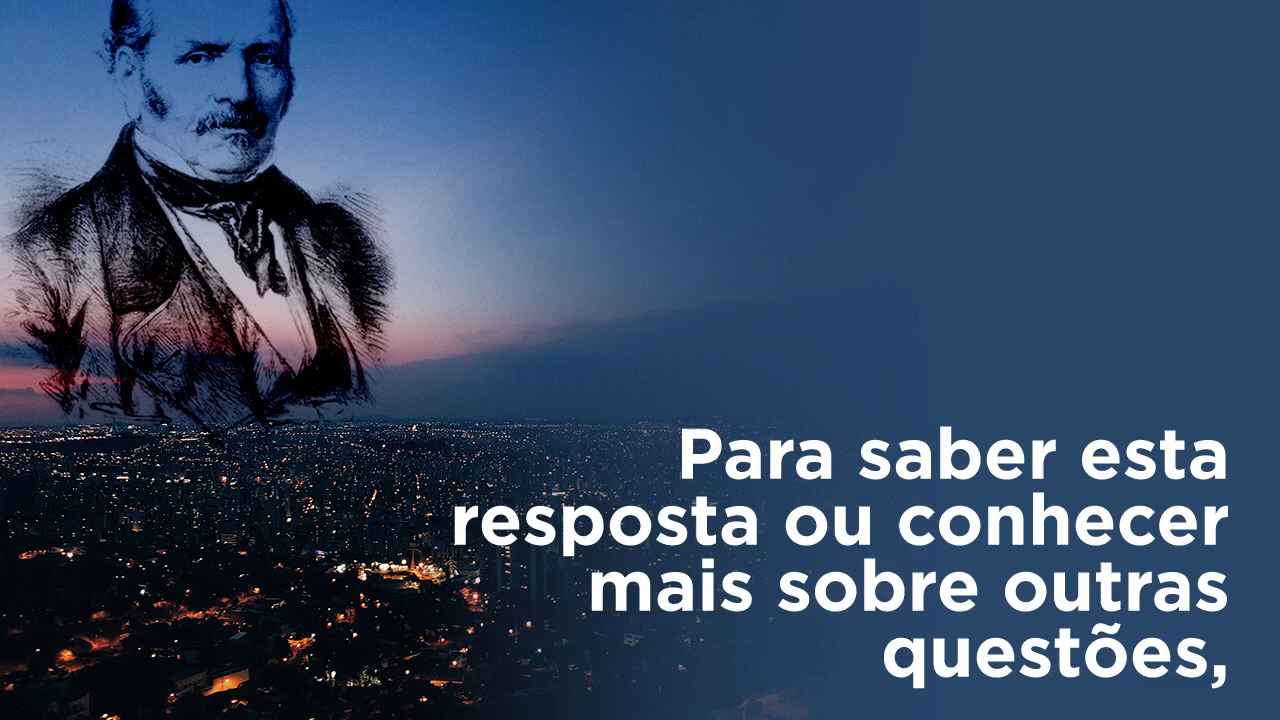 Para saber esta
resposta ou conhecer
mais sobre outras
questões,